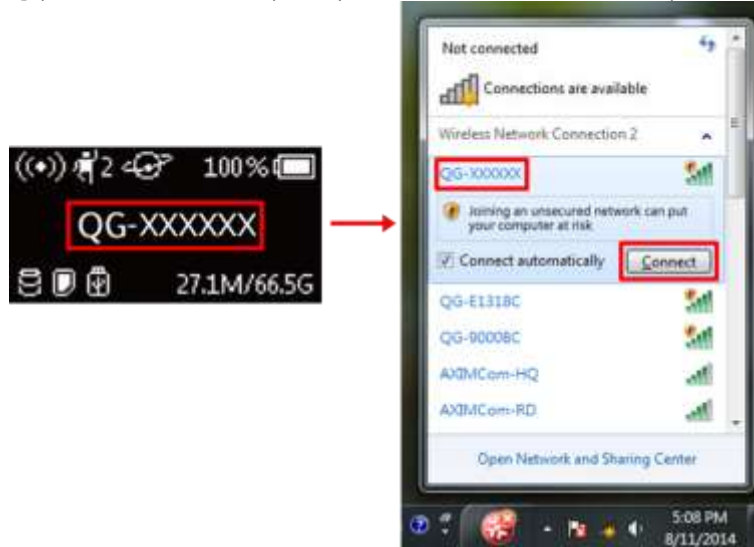 2 100%
QG-XXXXXX
27.1M/66.5G
Not connected
Connections are available
Wireless Network Connection 2
QG-XXXXXX
Joining an unsecured network can put
your computer at risk
Connect automatically Connect
QG-E1318C
QG-9000BC
AXIMCom-HQ
AXIMCom-RD
Open Network and Sharing Center
5:08 PM
8/11/2014